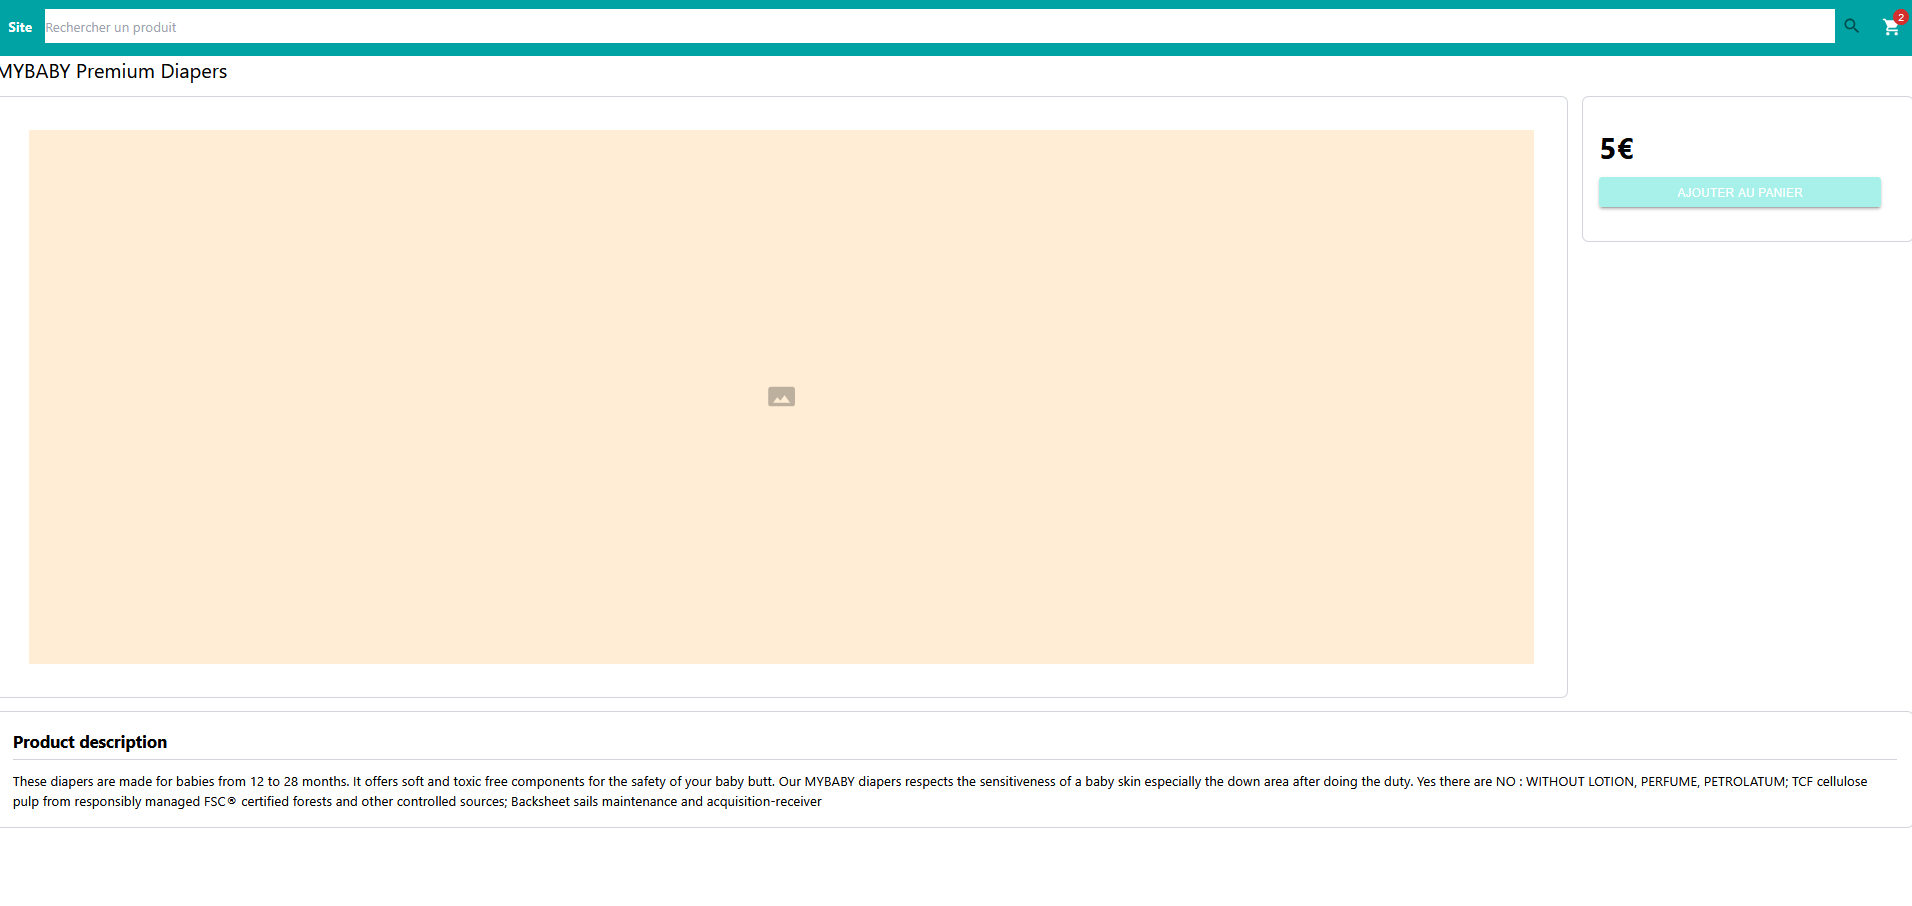 Site
Rechercher un produit
2
MYBABY Premium Diapers
5€
AJOUTER AU PANIER
Product description
These diapers are made for babies from 12 to 28 months. It offers soft and toxic free components for the safety of your baby butt. Our MYBABY diapers respects the sensitiveness of a baby skin especially the down area after doing the duty. Yes there are NO : WITHOUT LOTION, PERFUME, PETROLATUM; TCF cellulose
pulp from responsibly managed FSC® certified forests and other controlled sources; Backsheet sails maintenance and acquisition-receiver